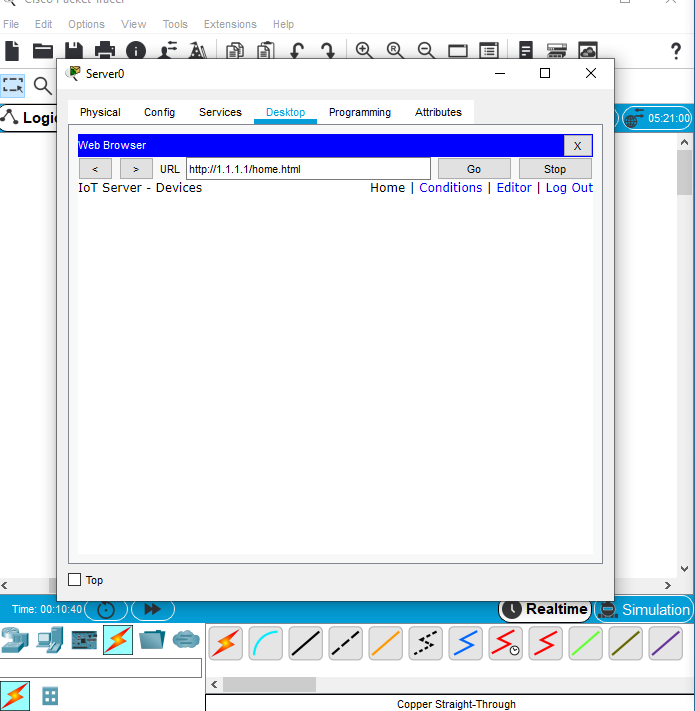 Cisco Packet Tracer
File Edit Options View Tools Extensions Help
Server0
Physical Config Services Desktop Programming Attributes
Logic
05:21:00
Web Browser X
< > URL http://1.1.1.1/home.html Go Stop
IoT Server - Devices Home | Conditions | Editor | Log Out
Top
Time: 00:10:40 Realtime Simulation
Copper Straight-Through